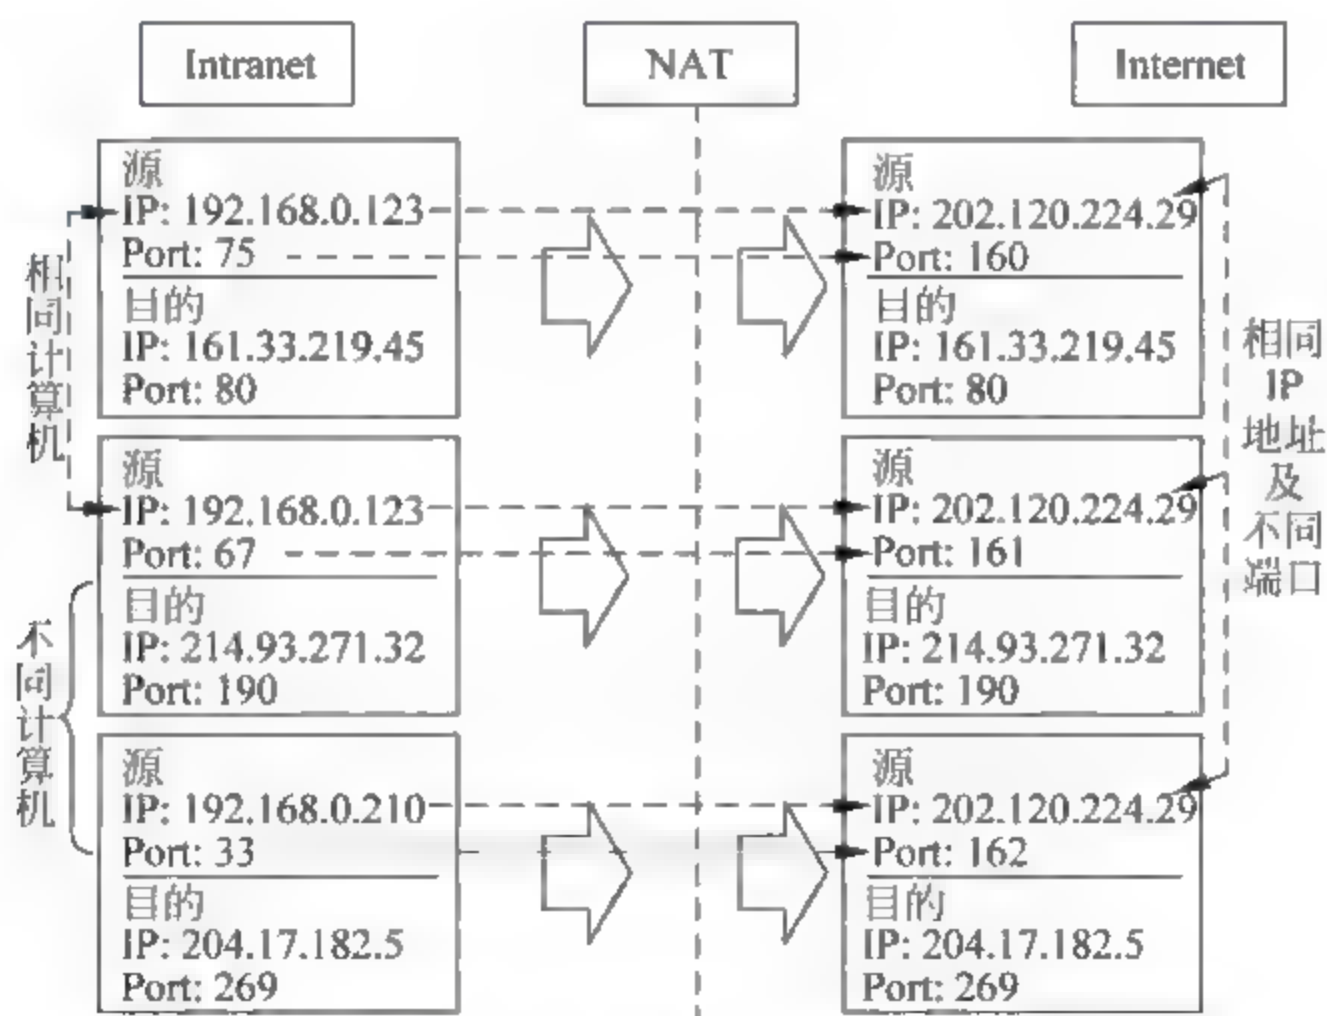 Intranet
NAT
Internet
源
IP: 192.168.0.123
Port: 75
目的
IP: 161.33.219.45
Port: 80
源
IP: 202.120.224.29
Port: 160
目的
IP: 161.33.219.45
Port: 80
相同计算机
源
IP: 192.168.0.123
Port: 67
目的
IP: 214.93.271.32
Port: 190
源
IP: 202.120.224.29
Port: 161
目的
IP: 214.93.271.32
Port: 190
相同
IP
地址
及
不同
端口
不同计算机
源
IP: 192.168.0.210
Port: 33
目的
IP: 204.17.182.5
Port: 269
源
IP: 202.120.224.29
Port: 162
目的
IP: 204.17.182.5
Port: 269